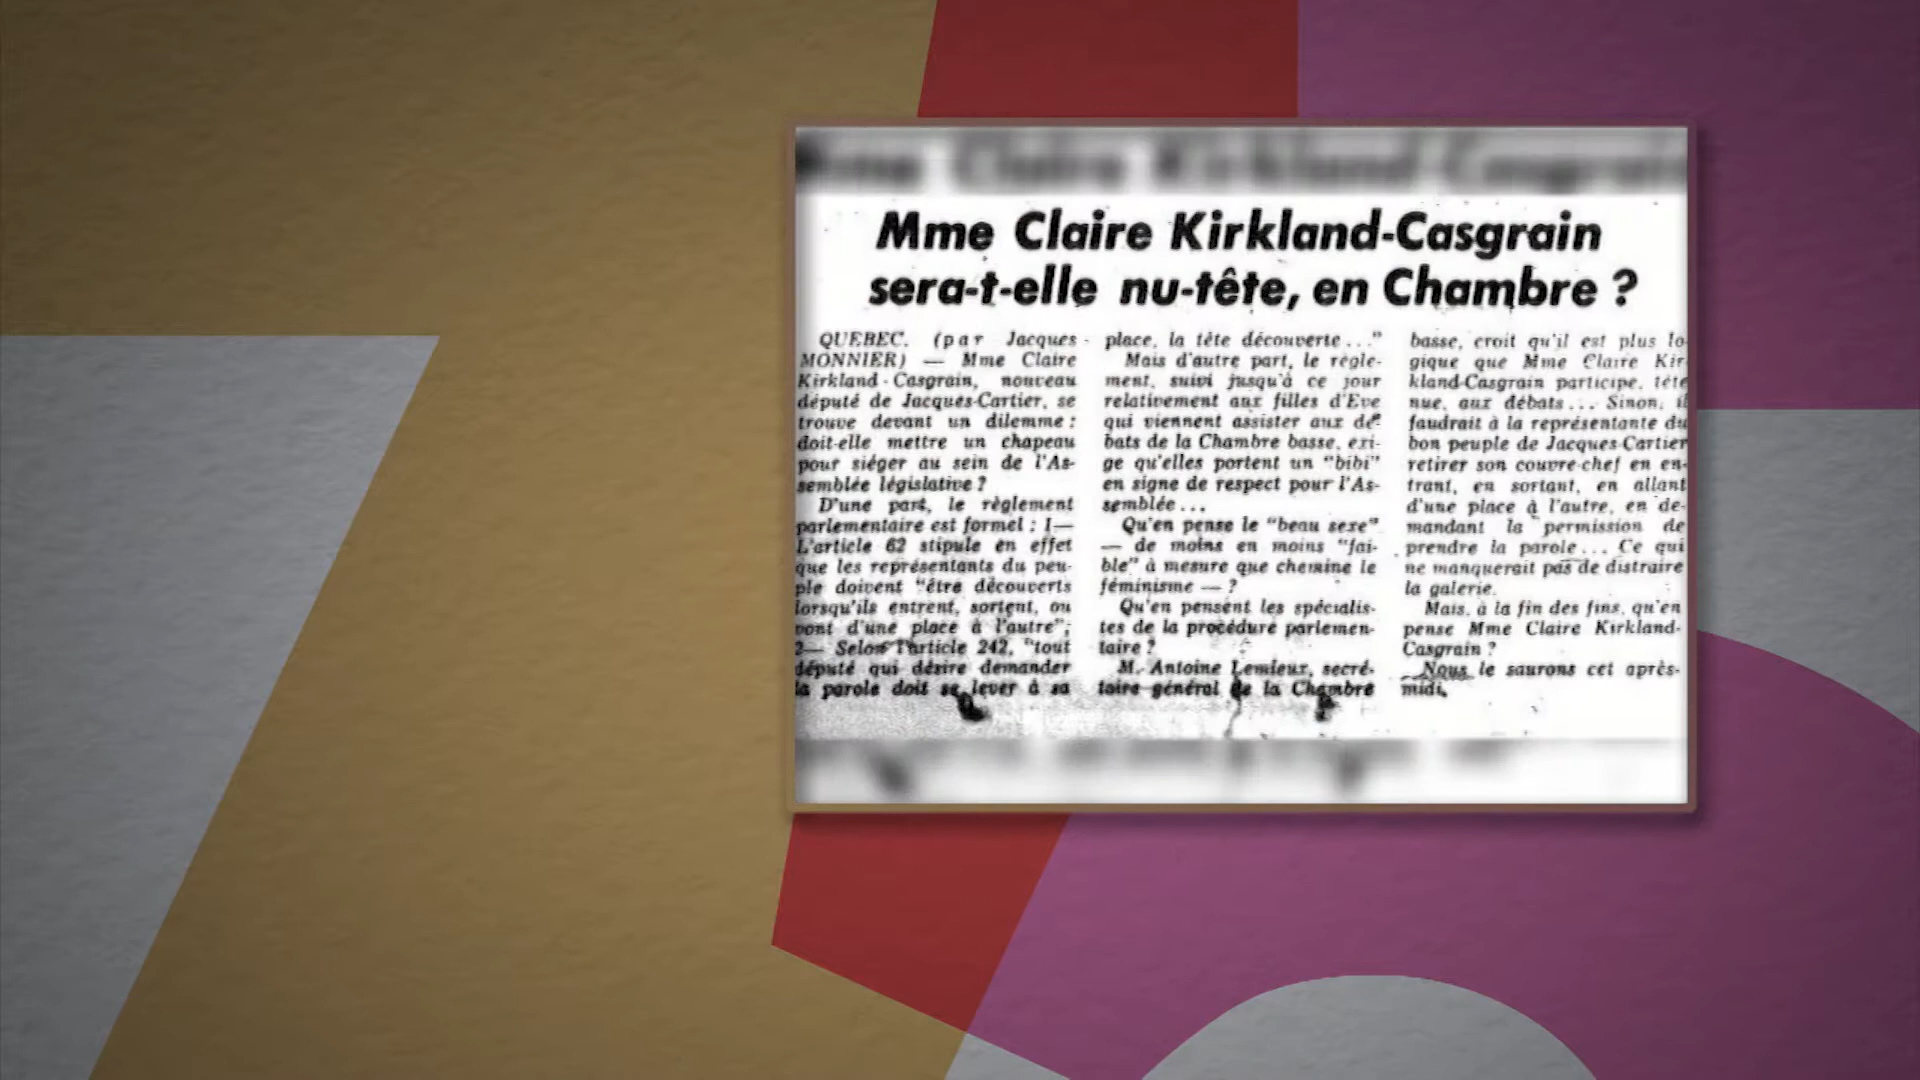 Mme Claire Kirkland-Casgrain
Mme Claire Kirkland-Casgrain
sera-t-elle nu-tête, en Chambre ?
QUEBEC. (par Jacques
MONNIER) — Mme Claire
Kirkland-Casgrain, nouveau
député de Jacques-Cartier, se
trouve devant un dilemme :
doit-elle mettre un chapeau
pour siéger au sein de l'As-
semblée législative ?
D'une part, le règlement
parlementaire est formel : 1—
L'article 62 stipule en effet
que les représentants du peu-
ple doivent "être découverts
lorsqu'ils entrent, sortent, ou
vont d'une place à l'autre";
2— Selon l'article 242, "tout
député qui désire demander
la parole doit se lever à sa
place, la tête découverte..."
Mais d'autre part, le règle-
ment, suivi jusqu'à ce jour
relativement aux filles d'Eve
qui viennent assister aux dé-
bats de la Chambre basse, exi-
ge qu'elles portent un "bibi"
en signe de respect pour l'As-
semblée...
Qu'en pense le "beau sexe"
— de moins en moins "fai-
ble" à mesure que chemine le
féminisme — ?
Qu'en pensent les spécialis-
tes de la procédure parlemen-
taire ?
M. Antoine Lemieux, secré-
taire général de la Chambre
basse, croit qu'il est plus lo-
gique que Mme Claire Kir-
kland-Casgrain participe, tête
nue, aux débats... Sinon, il
faudrait à la représentante du
bon peuple de Jacques-Cartier
retirer son couvre-chef en en-
trant, en sortant, en allant
d'une place à l'autre, en de-
mandant la permission de
prendre la parole... Ce qui
ne manquerait pas de distraire
la galerie.
Mais, à la fin des fins, qu'en
pense Mme Claire Kirkland-
Casgrain ?
Nous le saurons cet après-
midi.